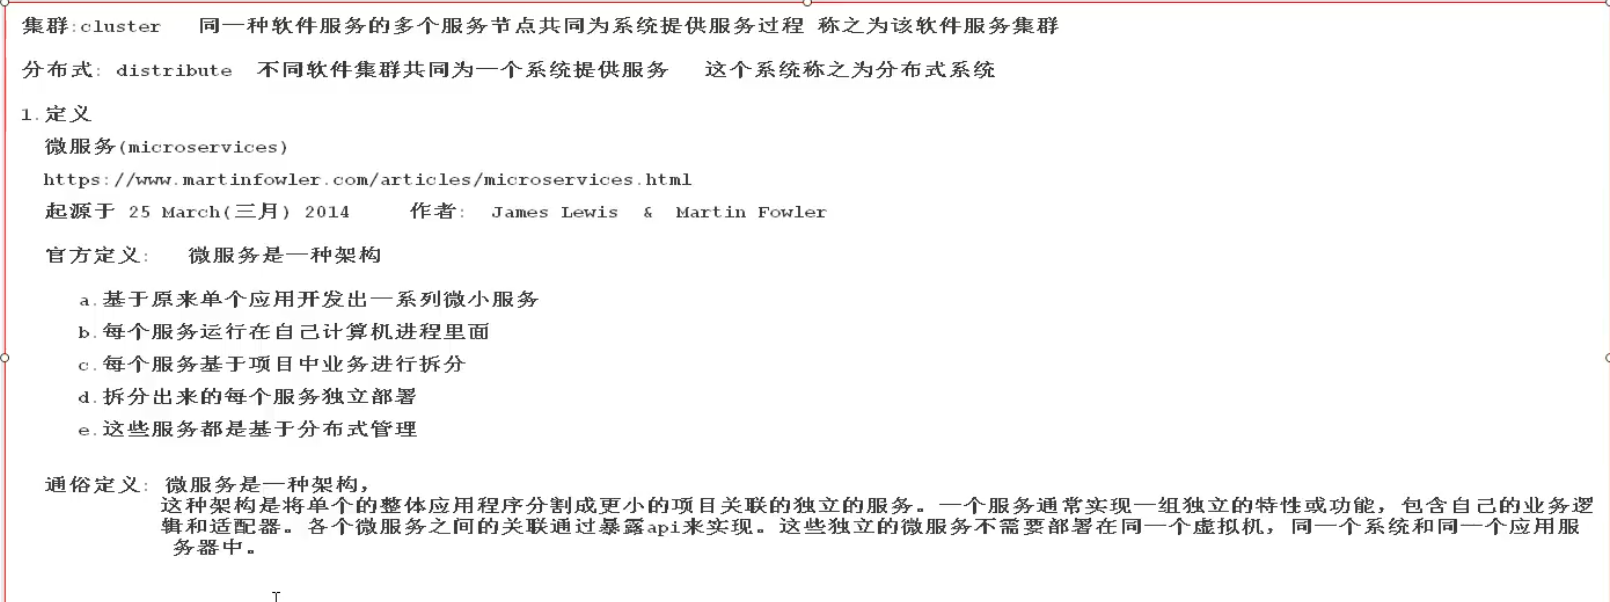 集群:cluster 同一种软件服务的多个服务节点共同为系统提供服务过程 称之为该软件服务集群
分布式: distribute 不同软件集群共同为一个系统提供服务 这个系统称之为分布式系统
1.定义
微服务(microservices)
https://www.martinfowler.com/articles/microservices.html
起源于 25 March(三月) 2014 作者: James Lewis & Martin Fowler
官方定义: 微服务是一种架构
a.基于原来单个应用开发出一系列微小服务
b.每个服务运行在自己计算机进程里面
c.每个服务基于项目中业务进行拆分
d.拆分出来的每个服务独立部署
e.这些服务都是基于分布式管理
通俗定义: 微服务是一种架构，
这种架构是将单个的整体应用程序分割成更小的项目关联的独立的服务。一个服务通常实现一组独立的特性或功能，包含自己的业务逻
辑和适配器。各个微服务之间的关联通过暴露api来实现。这些独立的微服务不需要部署在同一个虚拟机，同一个系统和同一个应用服
务器中。